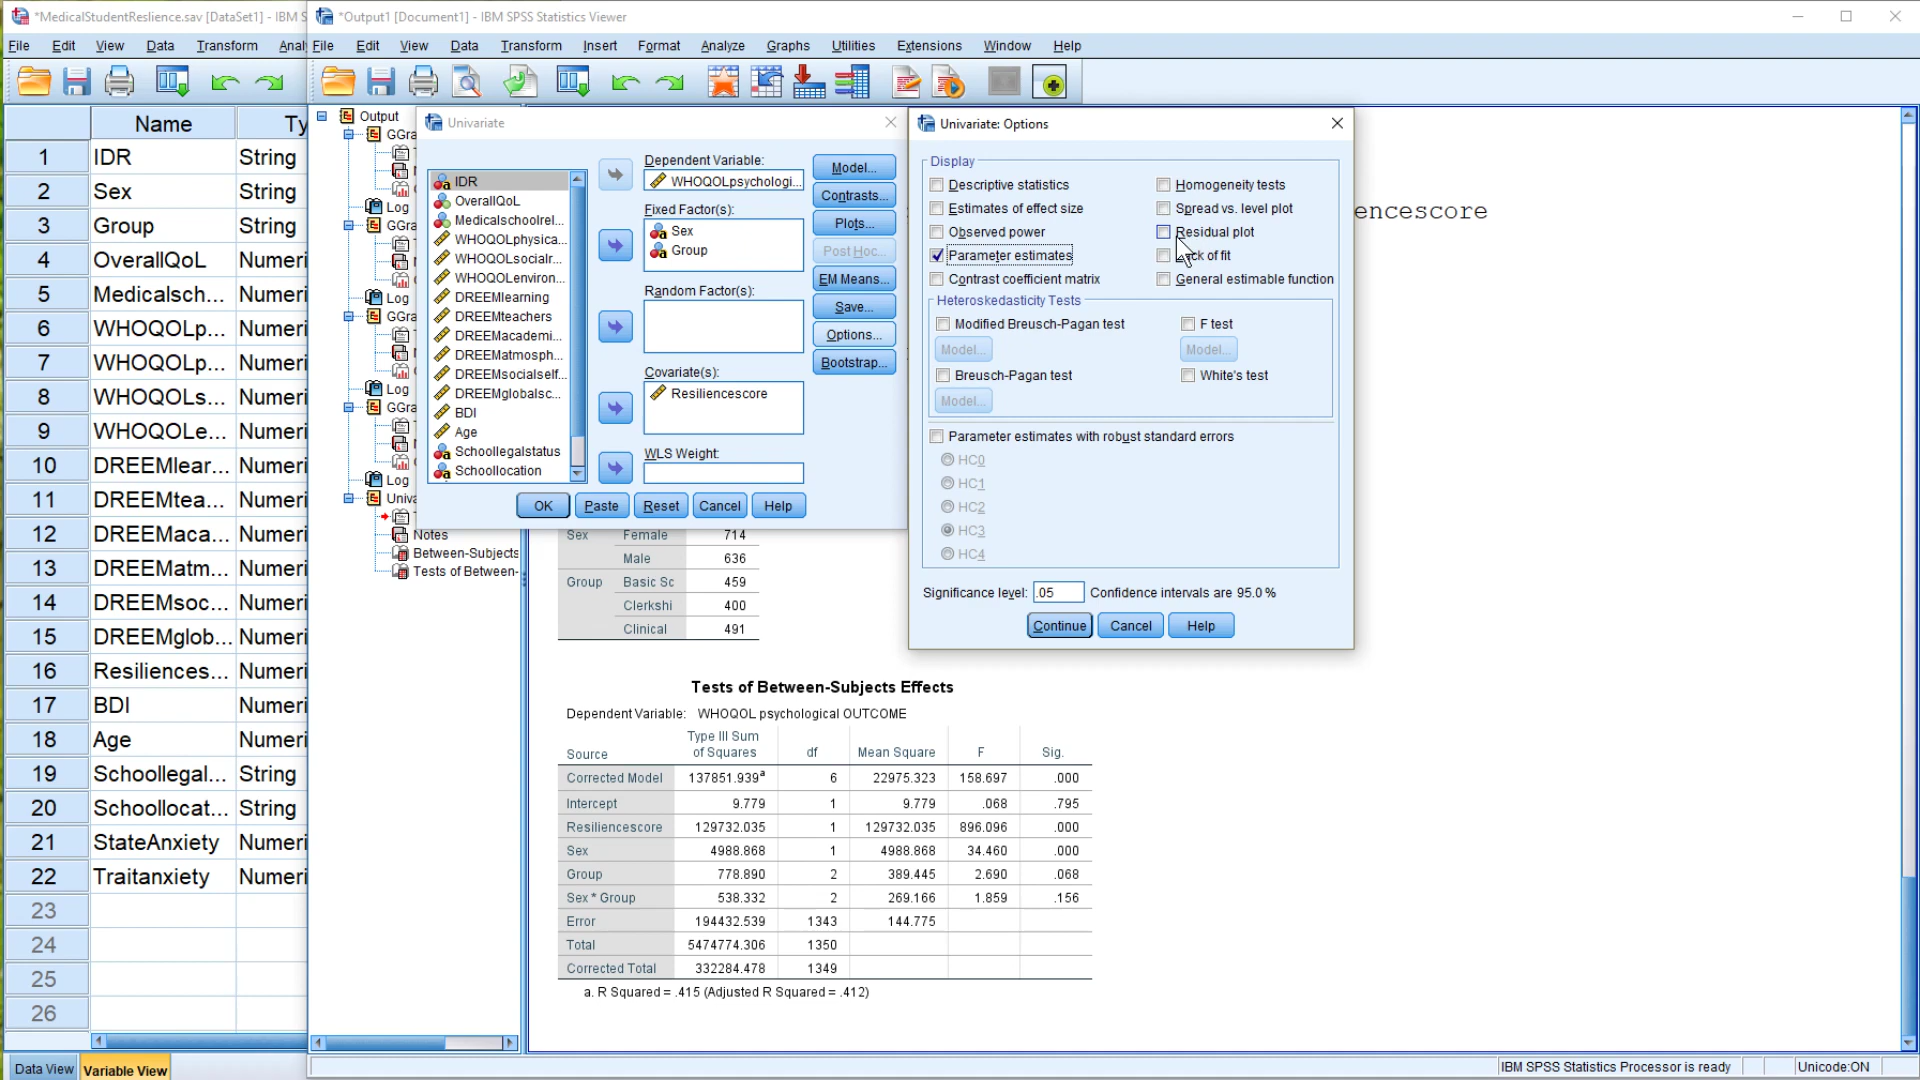 *MedicalStudentReslience.sav [DataSet1] - IBM S
File Edit View Data Transform Anal
Name Ty
1 IDR String
2 Sex String
3 Group String
4 OverallQoL Numeri
5 Medicalsch... Numeri
6 WHOQOLp... Numeri
7 WHOQOLp... Numeri
8 WHOQOLs... Numeri
9 WHOQOLe... Numeri
10 DREEMlear... Numeri
11 DREEMtea... Numeri
12 DREEMaca... Numeri
13 DREEMatm... Numeri
14 DREEMsoc... Numeri
15 DREEMglob... Numeri
16 Resiliences... Numeri
17 BDI Numeri
18 Age Numeri
19 Schoollegal... String
20 Schoollocat... String
21 StateAnxiety Numeri
22 Traitanxiety Numeri
23
24
25
26
Data View Variable View
*Output1 [Document1] - IBM SPSS Statistics Viewer
File Edit View Data Transform Insert Format Analyze Graphs Utilities Extensions Window Help
Output
GGra
Log
GGra
Log
GGra
Log
GGra
Log
Univa
Notes
Between-Subjects
Tests of Between-
Univariate
IDR
OverallQoL
Medicalschoolrel...
WHOQOLphysica...
WHOQOLsocialr...
WHOQOLenviron...
DREEMlearning
DREEMteachers
DREEMacademi...
DREEMatmosph...
DREEMsocialself...
DREEMglobalsc...
BDI
Age
Schoollegalstatus
Schoollocation
Dependent Variable:
WHOQOLpsychologi...
Fixed Factor(s):
Sex
Group
Random Factor(s):
Covariate(s):
Resiliencescore
WLS Weight:
Model...
Contrasts...
Plots...
Post Hoc...
EM Means...
Save...
Options...
Bootstrap...
OK Paste Reset Cancel Help
Univariate: Options
Display
Descriptive statistics Homogeneity tests
Estimates of effect size Spread vs. level plot
Observed power Residual plot
Parameter estimates ck of fit
Contrast coefficient matrix General estimable function
Heteroskedasticity Tests
Modified Breusch-Pagan test F test
Model... Model...
Breusch-Pagan test White's test
Model...
Parameter estimates with robust standard errors
HC0
HC1
HC2
HC3
HC4
Significance level: .05 Confidence intervals are 95.0 %
Continue Cancel Help
encescore
Sex Female 714
Male 636
Group Basic Sc 459
Clerkshi 400
Clinical 491
Tests of Between-Subjects Effects
Dependent Variable: WHOQOL psychological OUTCOME
Source Type III Sum of Squares df Mean Square F Sig.
Corrected Model 137851.939a 6 22975.323 158.697 .000
Intercept 9.779 1 9.779 .068 .795
Resiliencescore 129732.035 1 129732.035 896.096 .000
Sex 4988.868 1 4988.868 34.460 .000
Group 778.890 2 389.445 2.690 .068
Sex * Group 538.332 2 269.166 1.859 .156
Error 194432.539 1343 144.775
Total 5474774.306 1350
Corrected Total 332284.478 1349
a. R Squared = .415 (Adjusted R Squared = .412)
IBM SPSS Statistics Processor is ready Unicode:ON